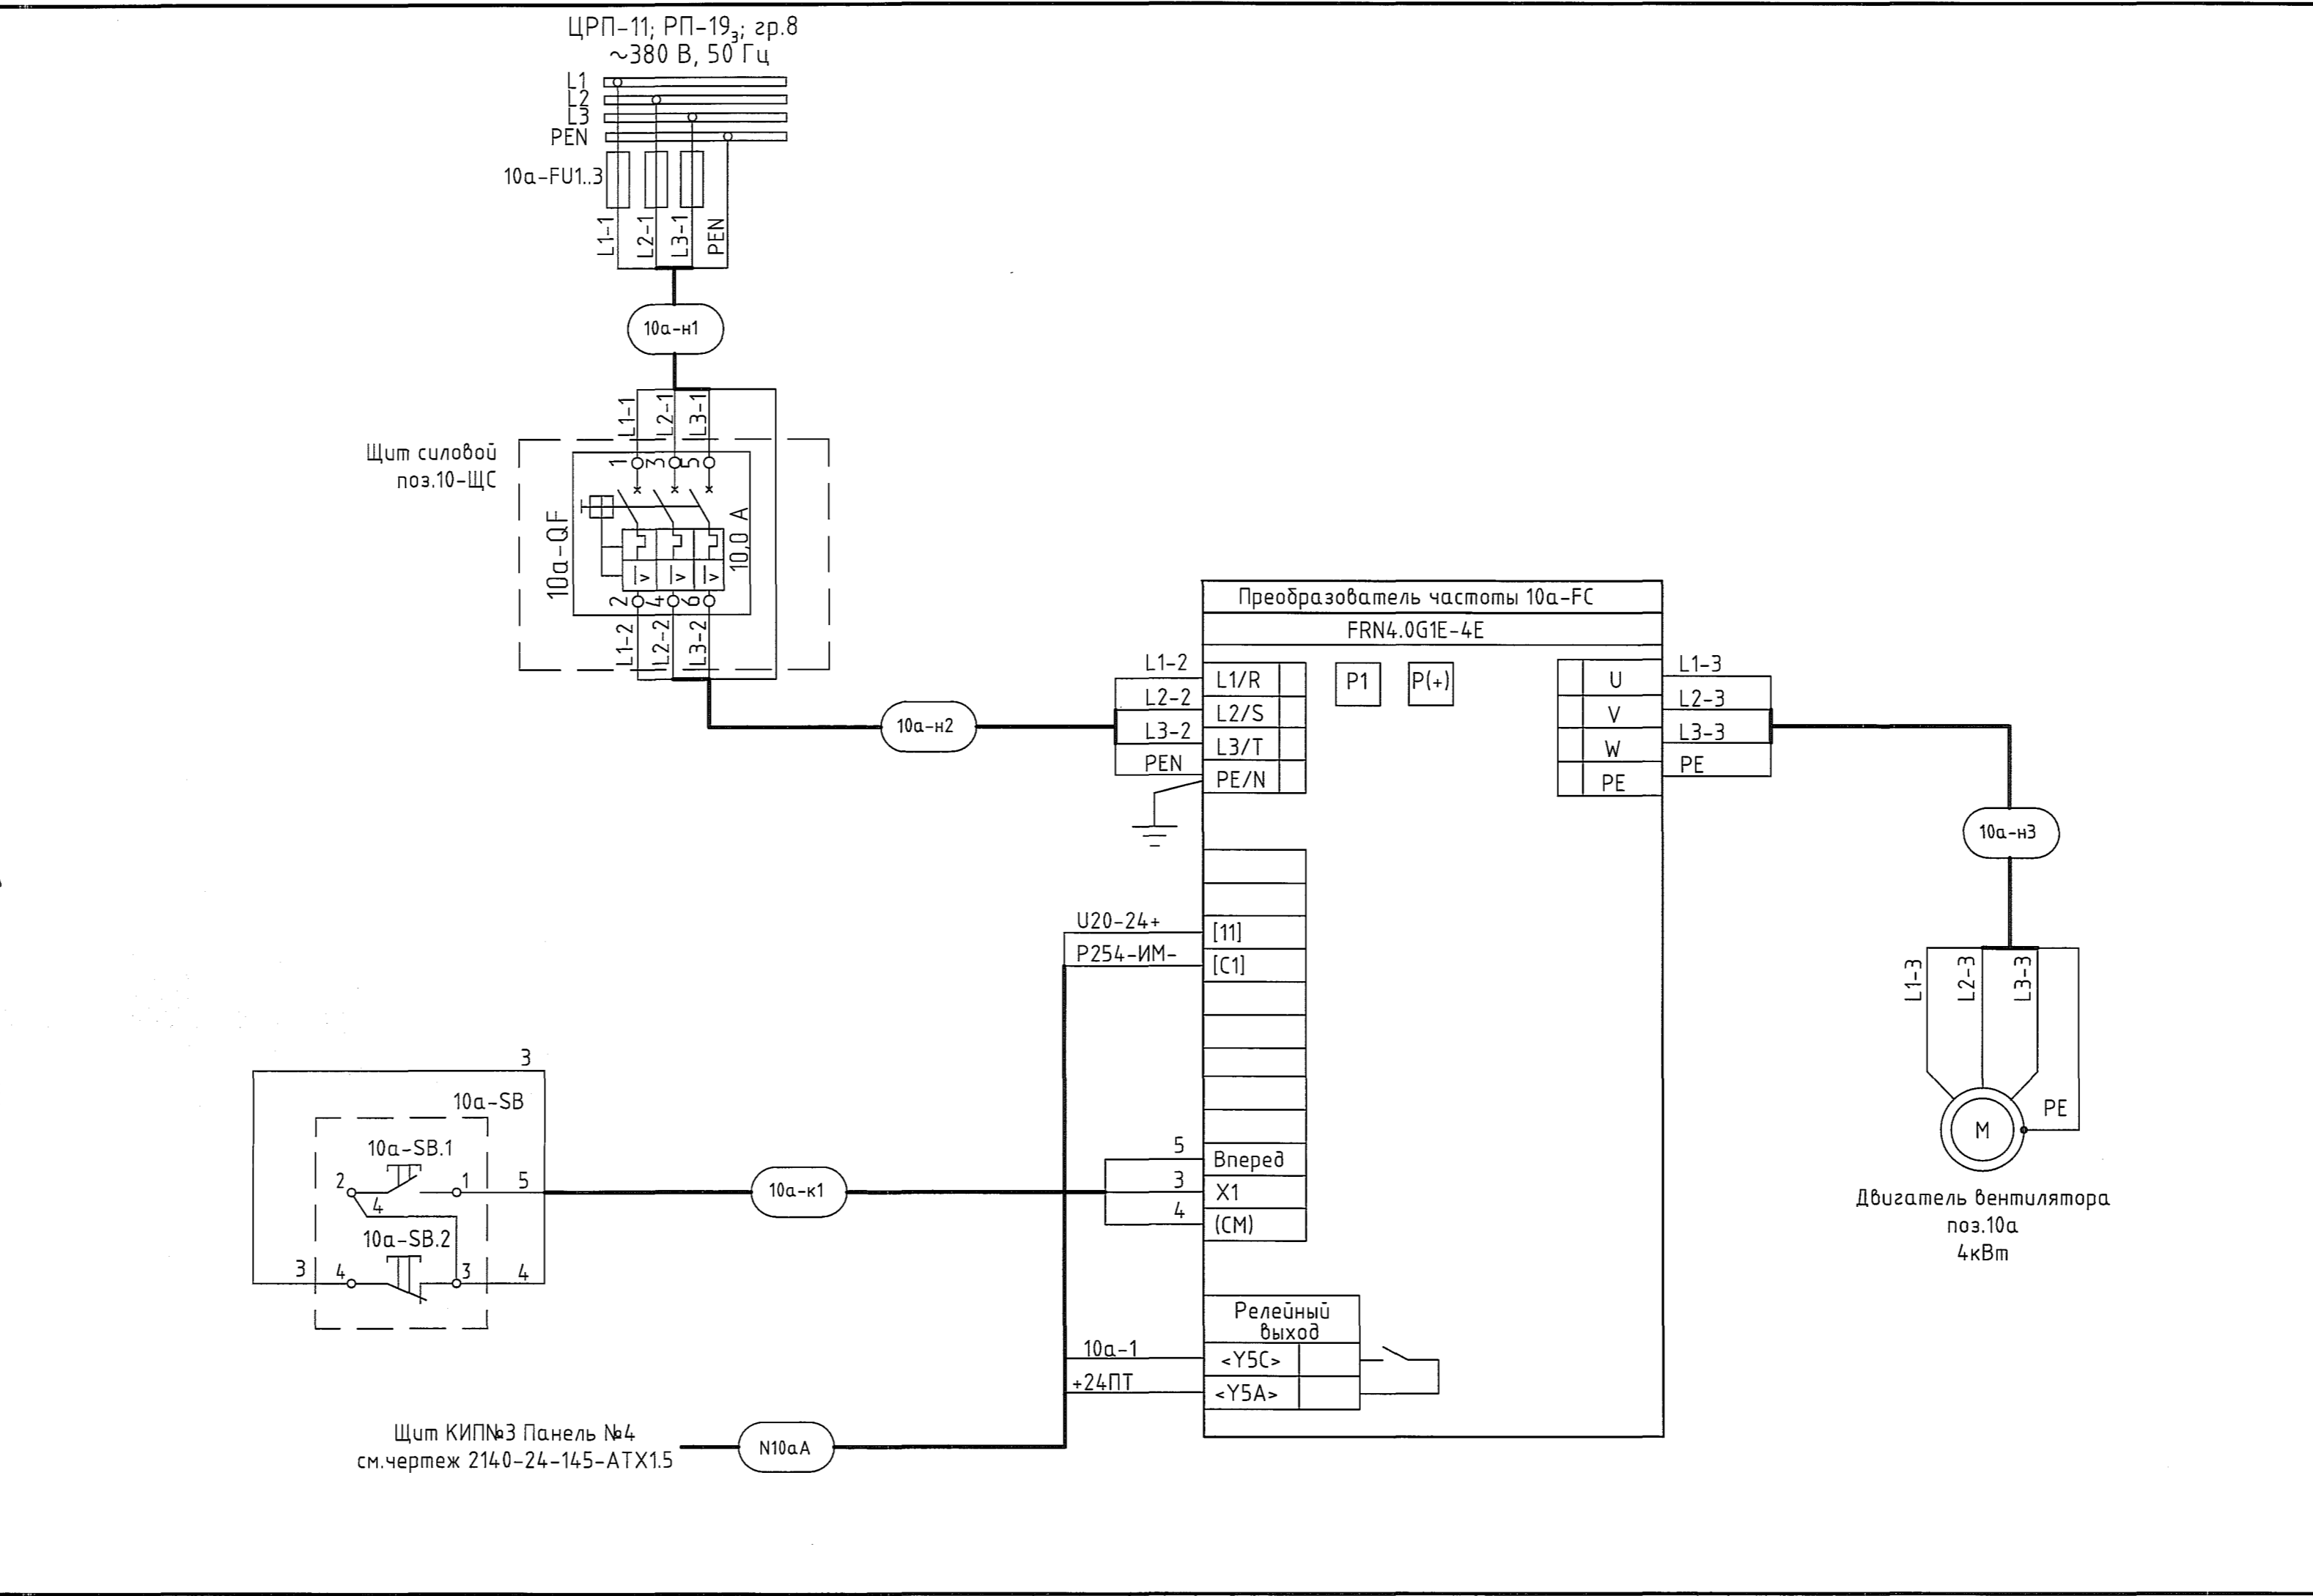 ЦРП-11; РП-19₃; гр.8
~380 В, 50 Гц
L1
L2
L3
PEN
10а-FU1..3
L1-1
L2-1
L3-1
PEN
10а-н1
L1-1
L2-1
L3-1
Щит силовой
поз.10-ЩС
1
3
5
10а-QF
10,0 А
2
4
6
L1-2
L2-2
L3-2
10а-н2
Преобразователь частоты 10а-FC
FRN4.0G1E-4E
L1-2
L2-2
L3-2
PEN
L1/R
L2/S
L3/T
PE/N
P1
P(+)
U
V
W
PE
L1-3
L2-3
L3-3
PE
10а-н3
L1-3
L2-3
L3-3
PE
M
Двигатель вентилятора
поз.10а
4кВт
U20-24+
P254-ИМ-
[11]
[C1]
3
10а-SB
10а-SB.1
2
1
5
4
10а-SB.2
3
4
3
4
10а-к1
5
3
4
Вперед
X1
(CM)
Релейный
выход
10а-1
<Y5C>
+24ПТ
<Y5A>
Щит КИП№3 Панель №4
см.чертеж 2140-24-145-АТХ1.5
N10аА